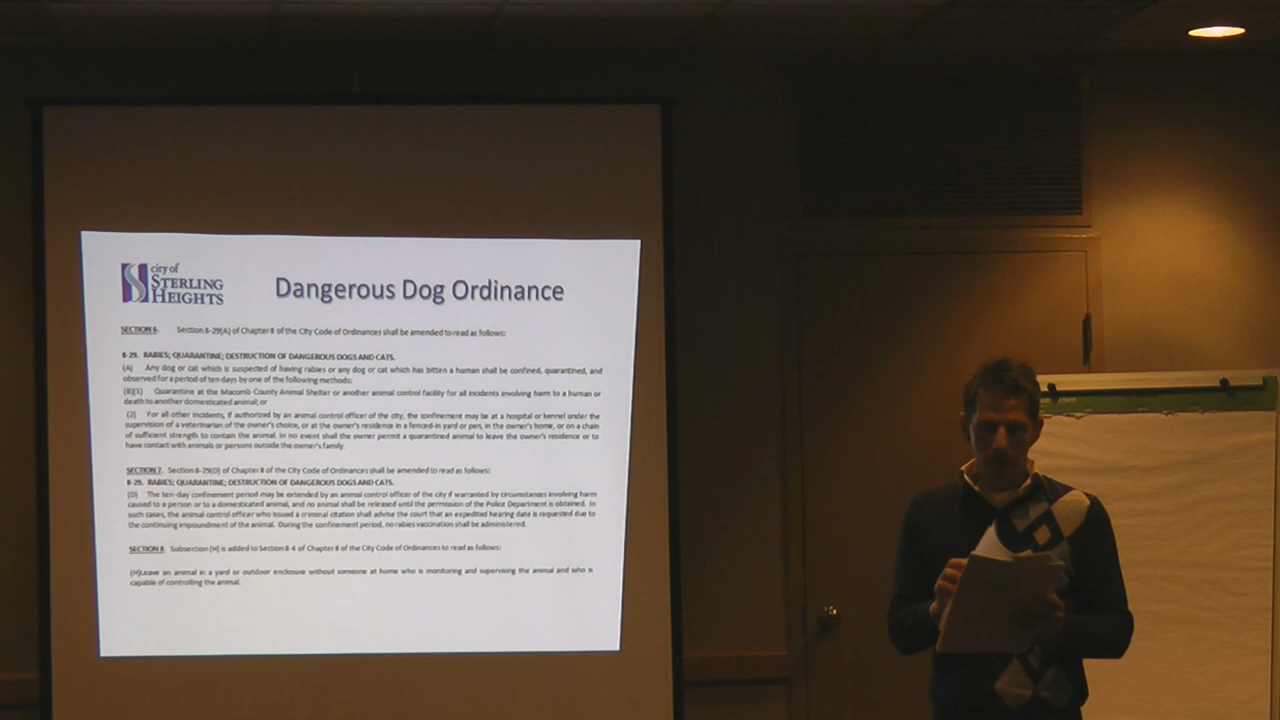 city of
STERLING
HEIGHTS
Dangerous Dog Ordinance
SECTION 6. Section 8-29(A) of Chapter 8 of the City Code of Ordinances shall be amended to read as follows:
8-29. RABIES; QUARANTINE; DESTRUCTION OF DANGEROUS DOGS AND CATS.
(A) Any dog or cat which is suspected of having rabies or any dog or cat which has bitten a human shall be confined, quarantined, and
observed for a period of ten days by one of the following methods:
(B)(1) Quarantine at the Macomb County Animal Shelter or another animal control facility for all incidents involving harm to a human or
death to another domesticated animal; or
(2) For all other incidents, if authorized by an animal control officer of the city, the confinement may be at a hospital or kennel under the
supervision of a veterinarian of the owner's choice, or at the owner's residence in a fenced-in yard or pen, in the owner's home, or on a chain
of sufficient strength to contain the animal. In no event shall the owner permit a quarantined animal to leave the owner's residence or to
have contact with animals or persons outside the owner's family.
SECTION 7. Section 8-29(D) of Chapter 8 of the City Code of Ordinances shall be amended to read as follows:
8-29. RABIES; QUARANTINE; DESTRUCTION OF DANGEROUS DOGS AND CATS.
(D) The ten-day confinement period may be extended by an animal control officer of the city if warranted by circumstances involving harm
caused to a person or to a domesticated animal, and no animal shall be released until the permission of the Police Department is obtained. In
such cases, the animal control officer who issued a criminal citation shall advise the court that an expedited hearing date is requested due to
the continuing impoundment of the animal. During the confinement period, no rabies vaccination shall be administered.
SECTION 8. Subsection (H) is added to Section 8-4 of Chapter 8 of the City Code of Ordinances to read as follows:
(H)Leave an animal in a yard or outdoor enclosure without someone at home who is monitoring and supervising the animal and who is
capable of controlling the animal.